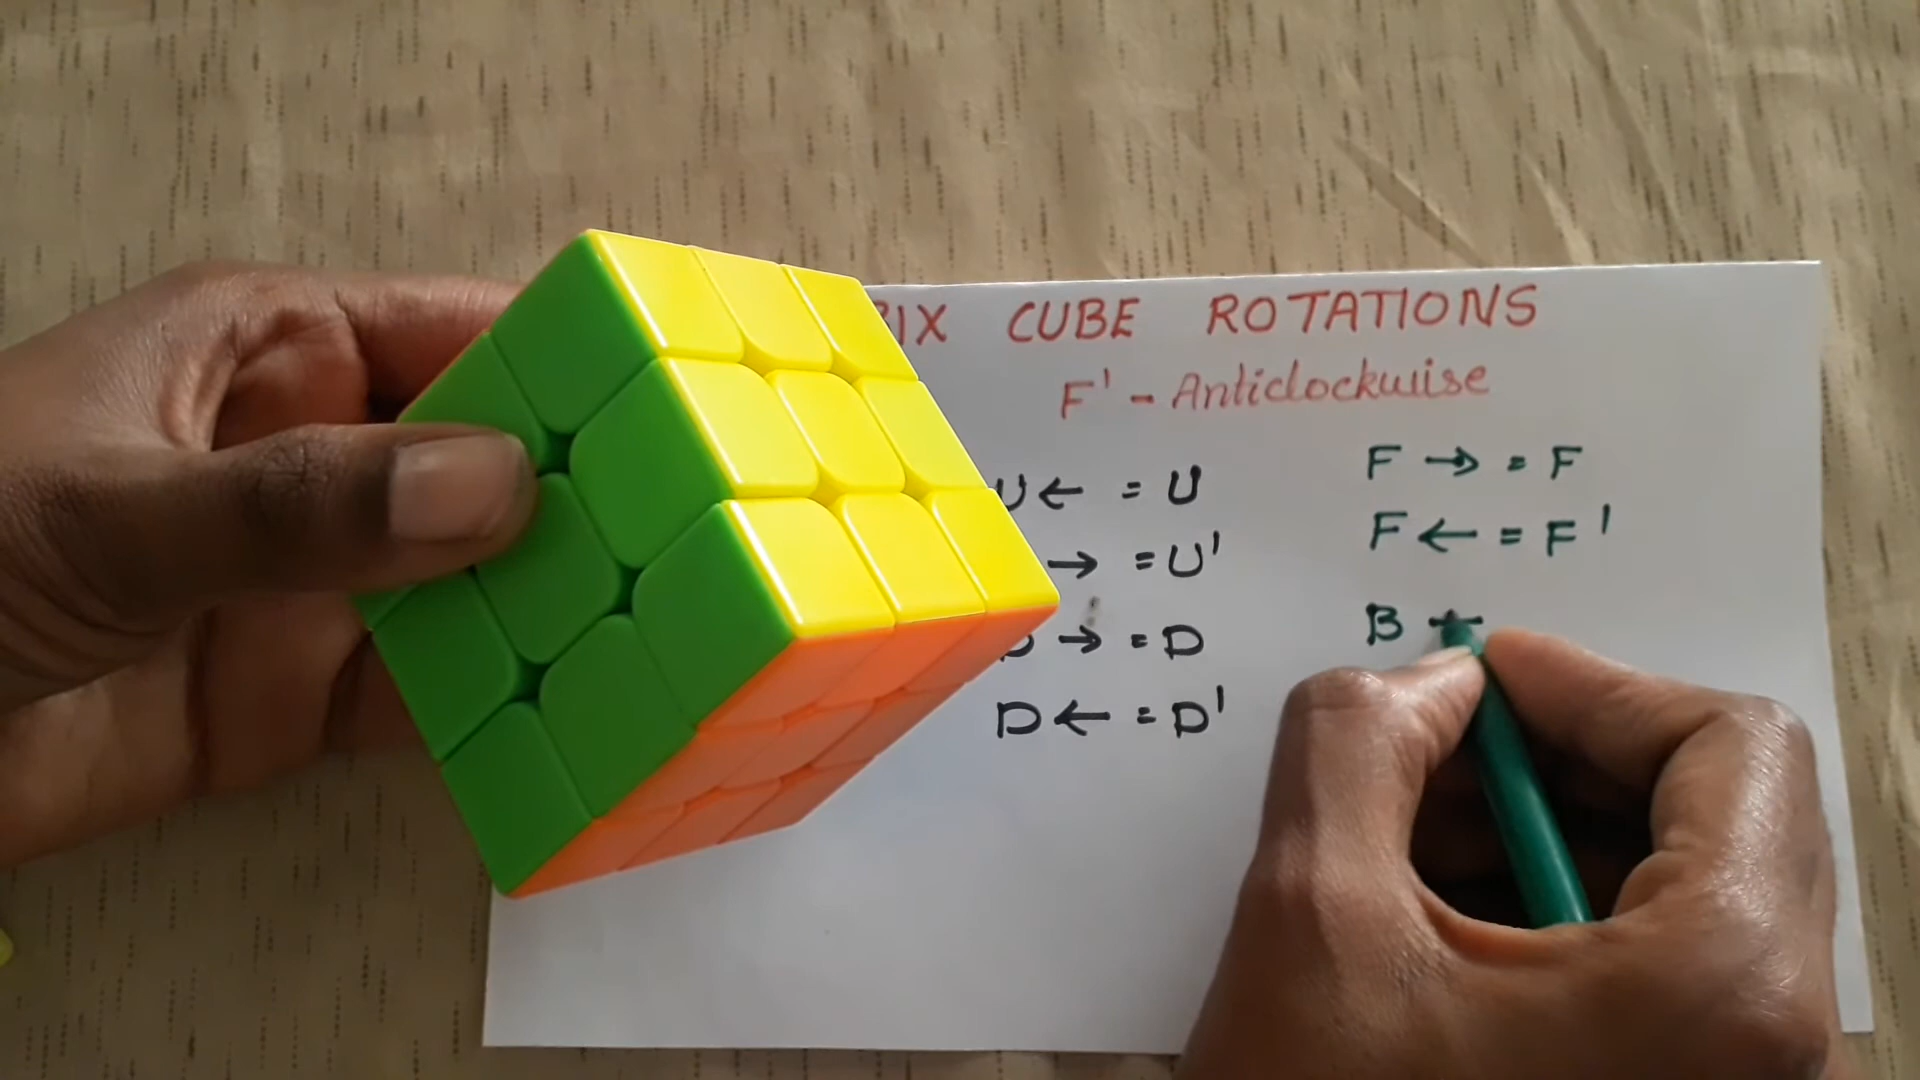 CUBE ROTATIONS
F' - Anticlockwise
U ← = U
→ = U'
→ = D
D ← = D'
F → = F
F ← = F'
B ←